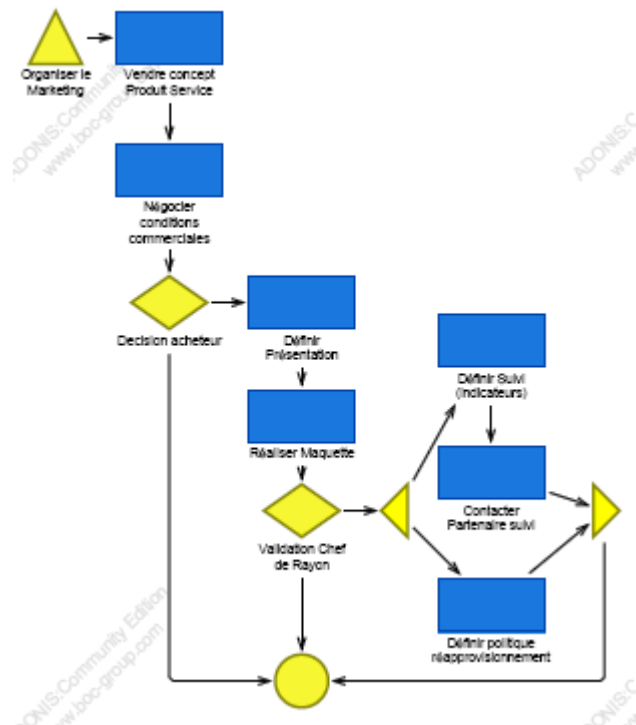 Organiser le
Marketing
Vendre concept
Produit Service
Négocier
conditions
commerciales
Decision acheteur
Définir
Présentation
Définir Suivi
(Indicateurs)
Réaliser Maquette
Contacter
Partenaire suivi
Validation Chef
de Rayon
Définir politique
réapprovisionnement
ADONIS:Community Edition
www.boc-group.com